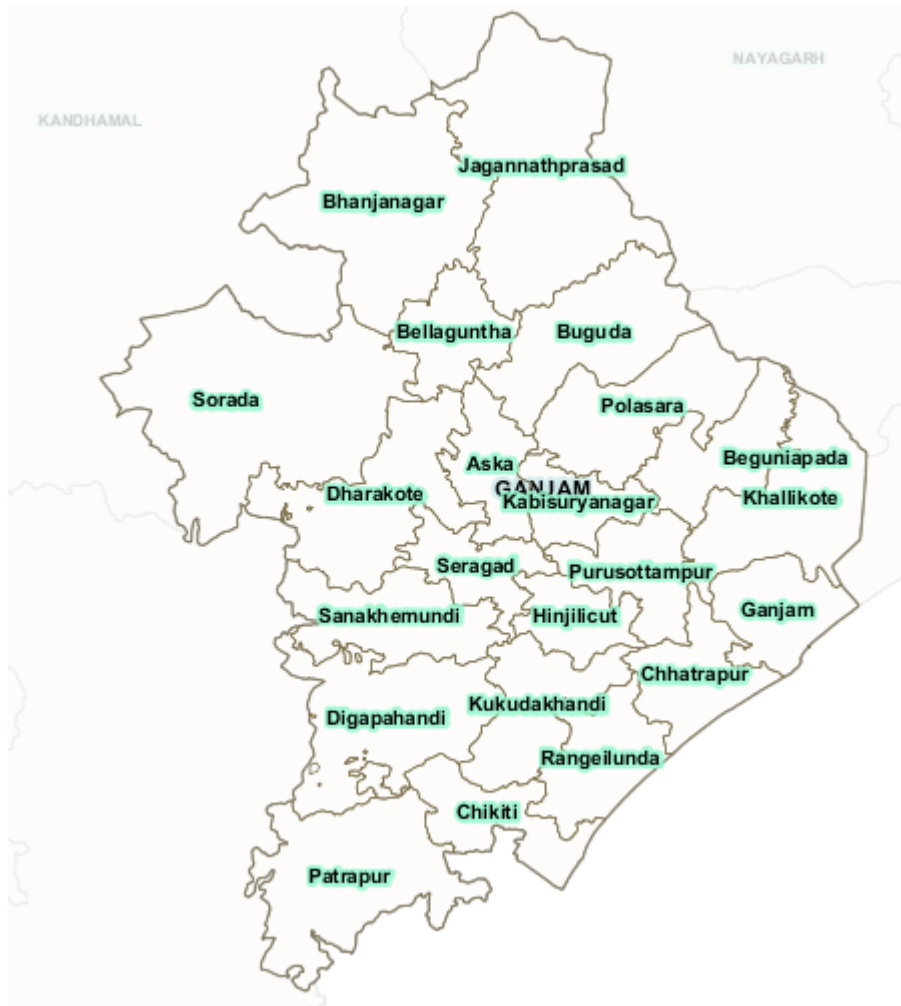 NAYAGARH
KANDHAMAL
Jagannathprasad
Bhanjanagar
Bellaguntha
Buguda
Sorada
Polasara
Aska
Beguniapada
GANJAM
Dharakote
Kabisuryanagar
Khallikote
Seragad
Purusottampur
Sanakhemundi
Hinjilicut
Ganjam
Chhatrapur
Kukudakhandi
Digapahandi
Rangeilunda
Chikiti
Patrapur